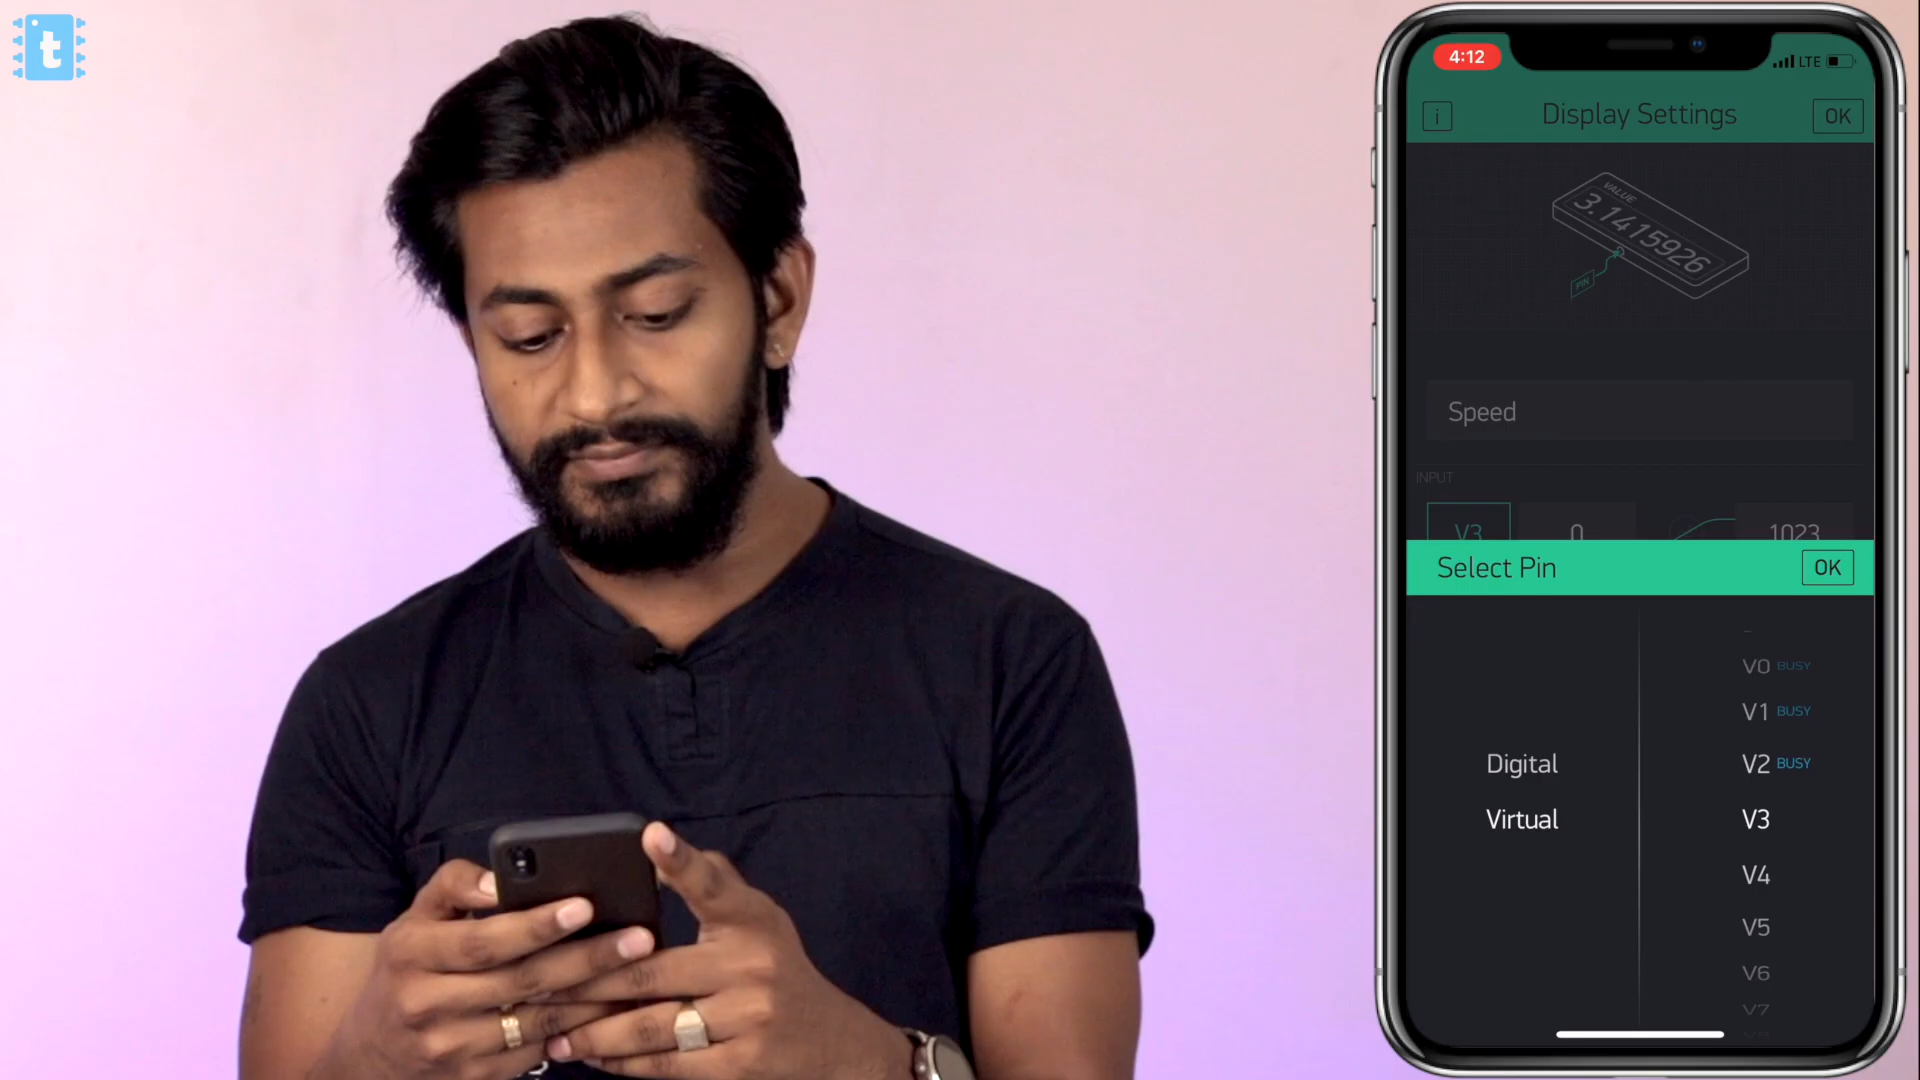 t
4:12
LTE
i
Display Settings
OK
VALUE
3.1415926
PIN
Speed
INPUT
V3
0
1023
Select Pin
OK
V0 BUSY
V1 BUSY
Digital
V2 BUSY
Virtual
V3
V4
V5
V6
V7